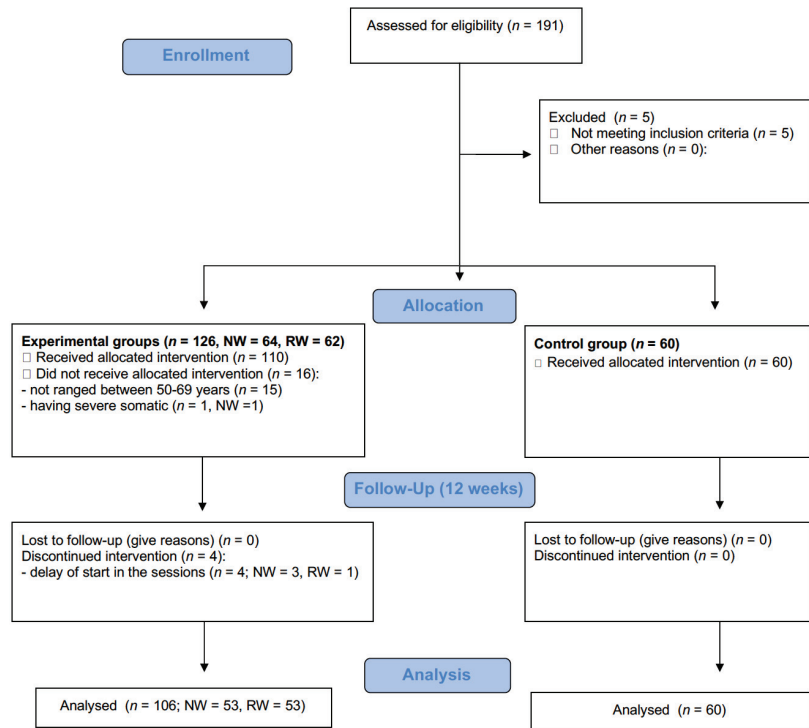 Assessed for eligibility (n = 191)
Enrollment
Excluded (n = 5)
□ Not meeting inclusion criteria (n = 5)
□ Other reasons (n = 0):
Allocation
Experimental groups (n = 126, NW = 64, RW = 62)
□ Received allocated intervention (n = 110)
□ Did not receive allocated intervention (n = 16):
- not ranged between 50-69 years (n = 15)
- having severe somatic (n = 1, NW =1)
Control group (n = 60)
□ Received allocated intervention (n = 60)
Follow-Up (12 weeks)
Lost to follow-up (give reasons) (n = 0)
Discontinued intervention (n = 4):
- delay of start in the sessions (n = 4; NW = 3, RW = 1)
Lost to follow-up (give reasons) (n = 0)
Discontinued intervention (n = 0)
Analysis
Analysed (n = 106; NW = 53, RW = 53)
Analysed (n = 60)